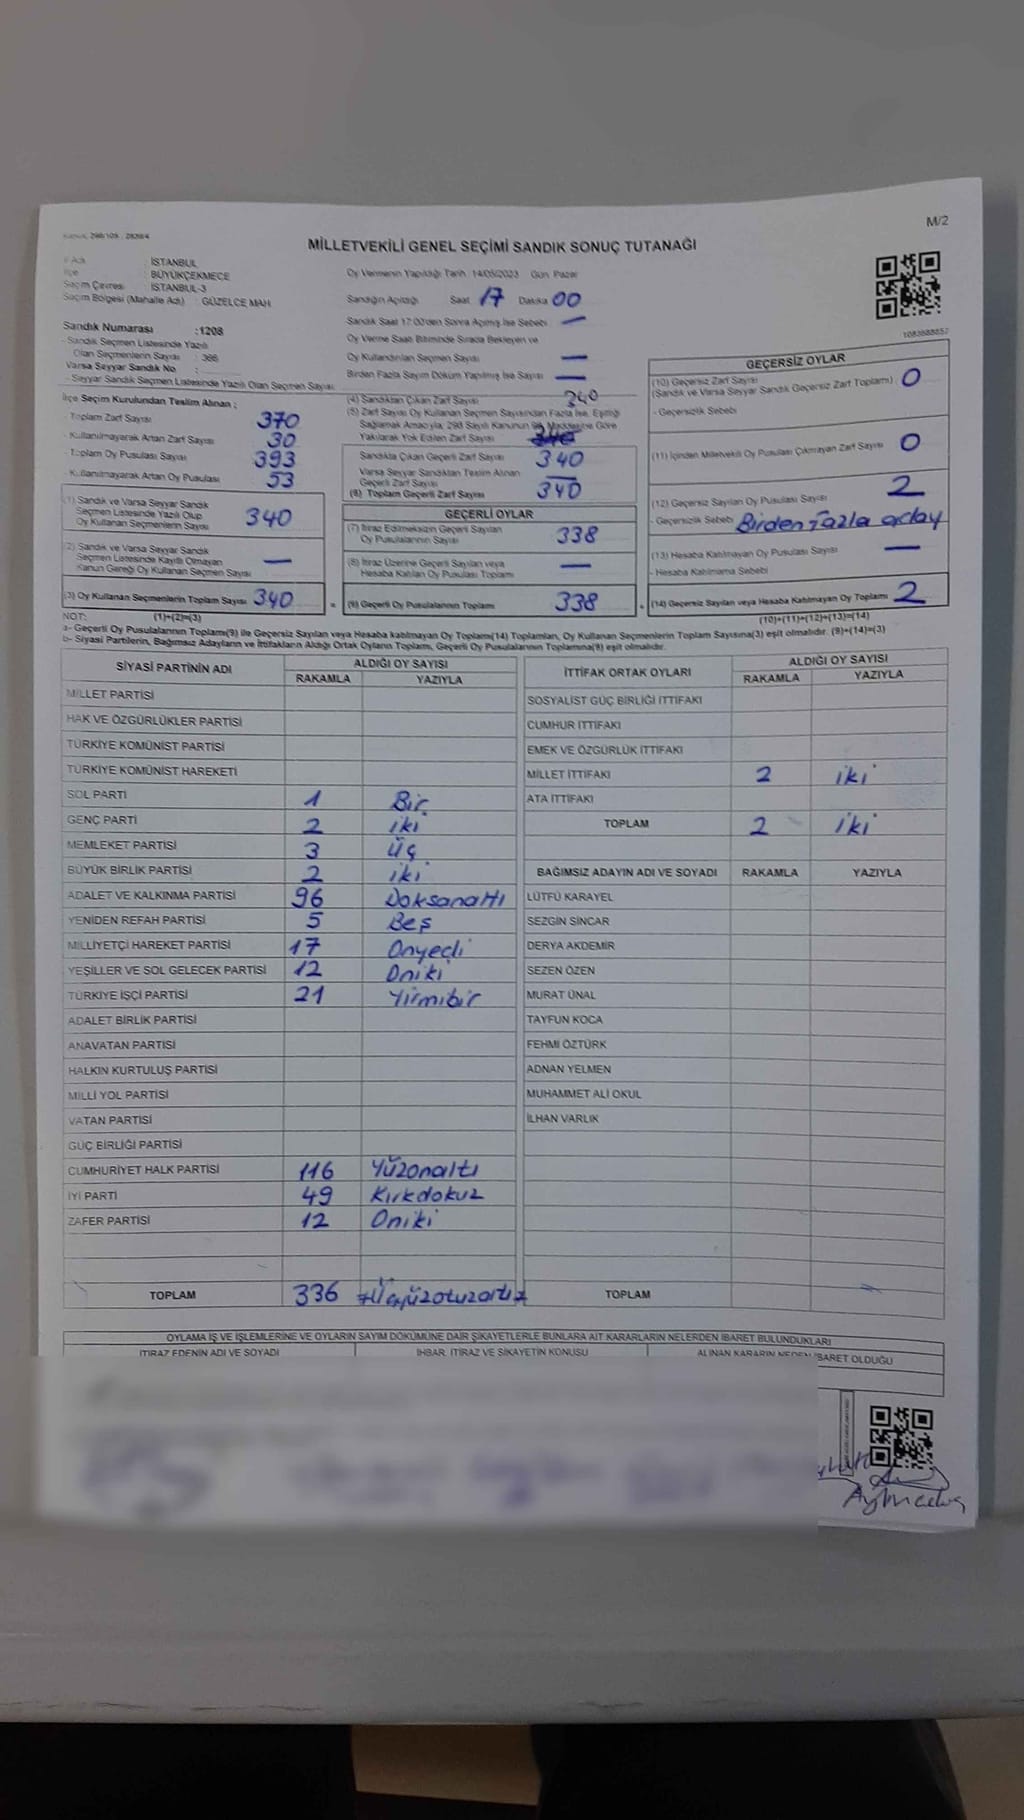 M/2
MİLLETVEKİLİ GENEL SEÇİMİ SANDIK SONUÇ TUTANAĞI
İl Adı : İSTANBUL
İlçe : BÜYÜKÇEKMECE
Seçim Çevresi : İSTANBUL-3
Seçim Bölgesi (Mahalle Adı) : GÜZELCE MAH.
Oy Vermenin Yapıldığı Tarih: 14/05/2023 Gün: Pazar
Sandığın Açıldığı Saat 17 Dakika 00
Sandık Saat 17:00'den Sonra Açılmış İse Sebebi : —
Oy Verme Saati Bitiminde Sırada Bekleyen ve
Oy Kullandırılan Seçmen Sayısı : —
Birden Fazla Sayım Döküm Yapılmış İse Sayısı : —
1083688852
Sandık Numarası :1208
- Sandık Seçmen Listesinde Yazılı
Olan Seçmenlerin Sayısı : 366
Varsa Seyyar Sandık No :
- Seyyar Sandık Seçmen Listesinde Yazılı Olan Seçmen Sayısı:
İlçe Seçim Kurulundan Teslim Alınan ;
- Toplam Zarf Sayısı 370
- Kullanılmayarak Artan Zarf Sayısı 30
- Toplam Oy Pusulası Sayısı 393
- Kullanılmayarak Artan Oy Pusulası 53
(1) Sandık ve Varsa Seyyar Sandık
Seçmen Listesinde Yazılı Olup
Oy Kullanan Seçmenlerin Sayısı 340
(2) Sandık ve Varsa Seyyar Sandık
Seçmen Listesinde Kayıtlı Olmayan
Kanun Gereği Oy Kullanan Seçmen Sayısı —
(3) Oy Kullanan Seçmenlerin Toplam Sayısı 340
(4) Sandıktan Çıkan Zarf Sayısı 340
(5) Zarf Sayısı Oy Kullanan Seçmen Sayısından Fazla İse, Eşitliği
Sağlamak Amacıyla, 298 Sayılı Kanunun 98. Maddesine Göre
Yakılarak Yok Edilen Zarf Sayısı
Sandıkta Çıkan Geçerli Zarf Sayısı 340
Varsa Seyyar Sandıktan Teslim Alınan
Geçerli Zarf Sayısı —
(6) Toplam Geçerli Zarf Sayısı 340
GEÇERLİ OYLAR
(7) İtiraz Edilmeksizin Geçerli Sayılan
Oy Pusulalarının Sayısı 338
(8) İtiraz Üzerine Geçerli Sayılan veya
Hesaba Katılan Oy Pusulası Toplamı —
= (9) Geçerli Oy Pusulalarının Toplamı 338
GEÇERSİZ OYLAR
(10) Geçersiz Zarf Sayısı
(Sandık ve Varsa Seyyar Sandık Geçersiz Zarf Toplamı) 0
- Geçersizlik Sebebi
(11) İçinden Milletvekili Oy Pusulası Çıkmayan Zarf Sayısı 0
(12) Geçersiz Sayılan Oy Pusulası Sayısı 2
- Geçersizlik Sebebi Birden Fazla aday
(13) Hesaba Katılmayan Oy Pusulası Sayısı —
- Hesaba Katılmama Sebebi
+ (14) Geçersiz Sayılan veya Hesaba Katılmayan Oy Toplamı 2
NOT: (1)+(2)=(3) (10)+(11)+(12)+(13)=(14)
a- Geçerli Oy Pusulalarının Toplamı(9) ile Geçersiz Sayılan veya Hesaba katılmayan Oy Toplamı(14) Toplamları, Oy Kullanan Seçmenlerin Toplam Sayısına(3) eşit olmalıdır. (9)+(14)=(3)
b- Siyasi Partilerin, Bağımsız Adayların ve İttifakların Aldığı Ortak Oyların Toplamı, Geçerli Oy Pusulalarının Toplamına(9) eşit olmalıdır.
SİYASİ PARTİNİN ADI ALDIĞI OY SAYISI
RAKAMLA YAZIYLA
MİLLET PARTİSİ
HAK VE ÖZGÜRLÜKLER PARTİSİ
TÜRKİYE KOMÜNİST PARTİSİ
TÜRKİYE KOMÜNİST HAREKETİ
SOL PARTİ 1 Bir
GENÇ PARTİ 2 iki
MEMLEKET PARTİSİ 3 Üç
BÜYÜK BİRLİK PARTİSİ 2 iki
ADALET VE KALKINMA PARTİSİ 96 Doksanaltı
YENİDEN REFAH PARTİSİ 5 Beş
MİLLİYETÇİ HAREKET PARTİSİ 17 Onyedi
YEŞİLLER VE SOL GELECEK PARTİSİ 12 Oniki
TÜRKİYE İŞÇİ PARTİSİ 21 Yirmibir
ADALET BİRLİK PARTİSİ
ANAVATAN PARTİSİ
HALKIN KURTULUŞ PARTİSİ
MİLLİ YOL PARTİSİ
VATAN PARTİSİ
GÜÇ BİRLİĞİ PARTİSİ
CUMHURİYET HALK PARTİSİ 116 Yüzonaltı
İYİ PARTİ 49 Kırkdokuz
ZAFER PARTİSİ 12 Oniki
TOPLAM 336 #Üçyüzotuzaltı#
İTTİFAK ORTAK OYLARI ALDIĞI OY SAYISI
RAKAMLA YAZIYLA
SOSYALİST GÜÇ BİRLİĞİ İTTİFAKI
CUMHUR İTTİFAKI
EMEK VE ÖZGÜRLÜK İTTİFAKI
MİLLET İTTİFAKI 2 iki
ATA İTTİFAKI
TOPLAM 2 iki
BAĞIMSIZ ADAYIN ADI VE SOYADI RAKAMLA YAZIYLA
LÜTFÜ KARAYEL
SEZGİN SİNCAR
DERYA AKDEMİR
SEZEN ÖZEN
MURAT ÜNAL
TAYFUN KOCA
FEHMİ ÖZTÜRK
ADNAN YELMEN
MUHAMMET ALİ OKUL
İLHAN VARLIK
TOPLAM
OYLAMA İŞ VE İŞLEMLERİNE VE OYLARIN SAYIM DÖKÜMÜNE DAİR ŞİKAYETLERLE BUNLARA AİT KARARLARIN NELERDEN İBARET BULUNDUKLARI
İTİRAZ EDENİN ADI VE SOYADI İHBAR, İTİRAZ VE ŞİKAYETİN KONUSU ALINAN KARARIN NEDEN İBARET OLDUĞU